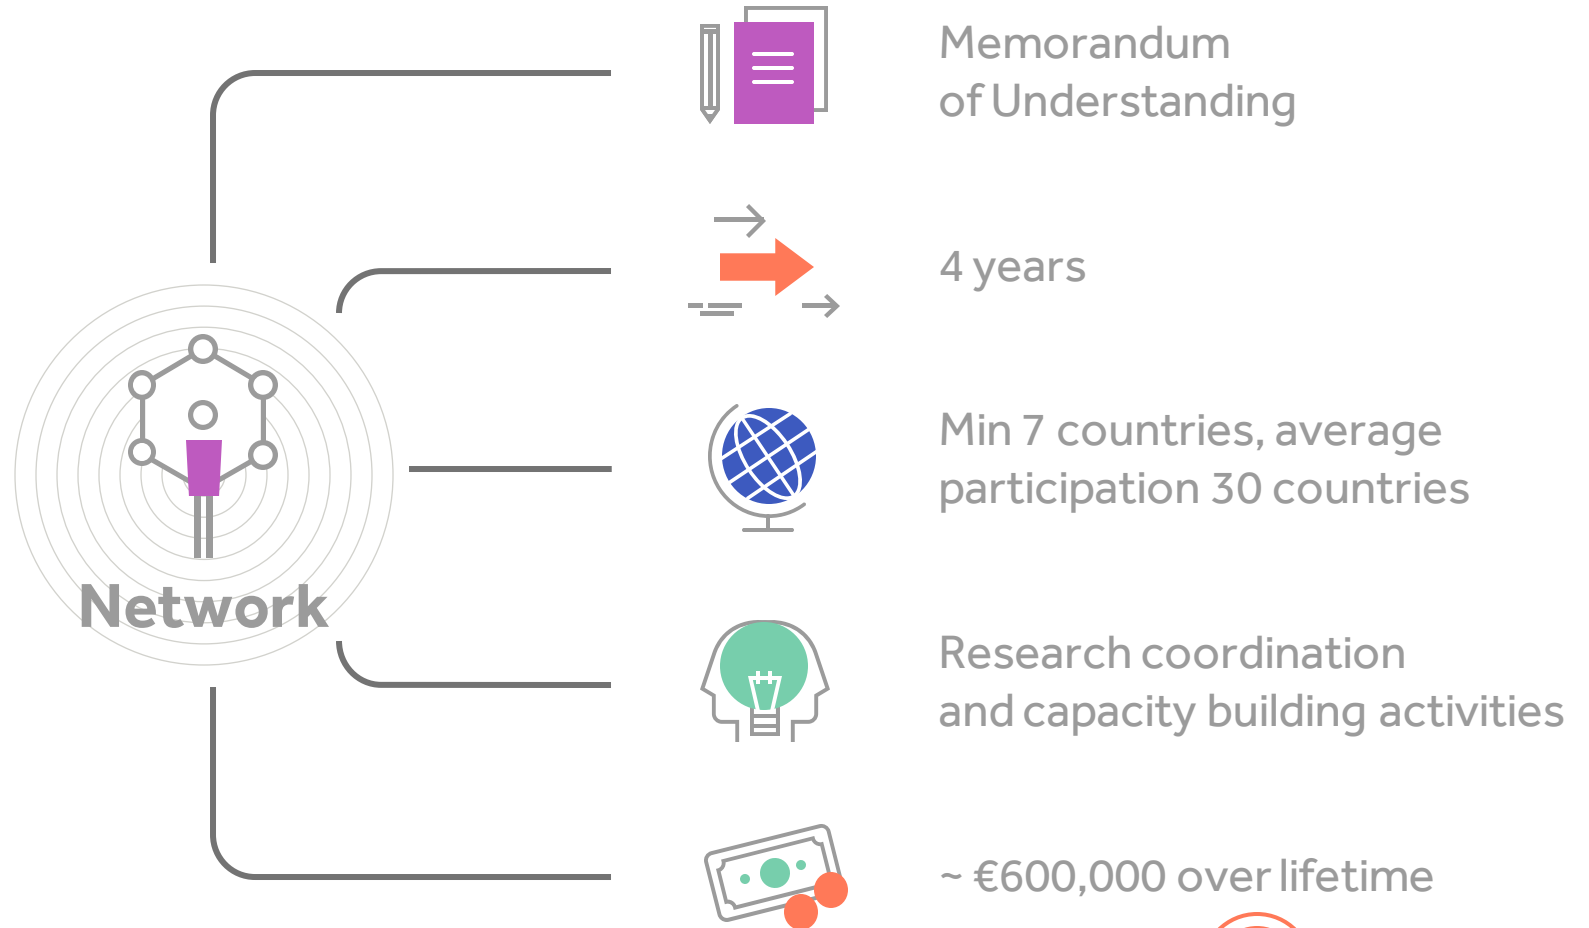 Memorandum
of Understanding
4 years
Min 7 countries, average
participation 30 countries
Network
Research coordination
and capacity building activities
~ €600,000 over lifetime